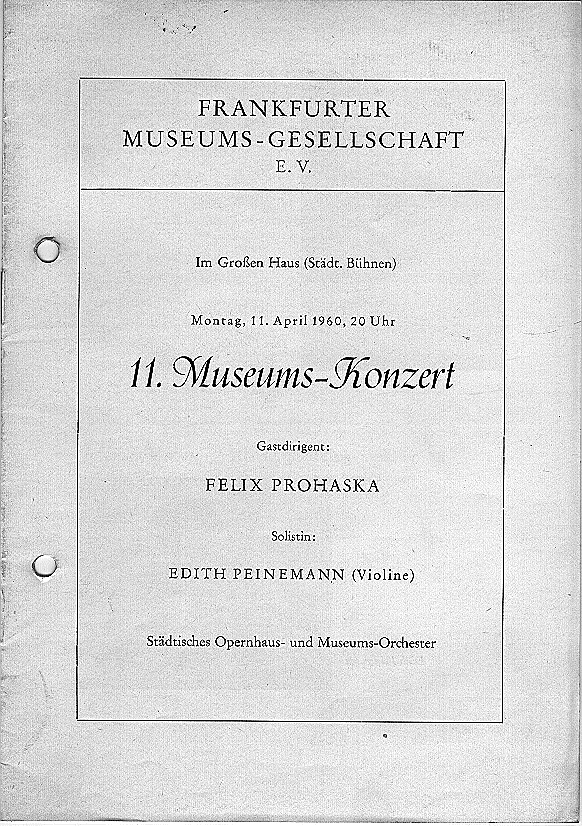 FRANKFURTER
MUSEUMS-GESELLSCHAFT
E. V.
Im Großen Haus (Städt. Bühnen)
Montag, 11. April 1960, 20 Uhr
11. Museums-Konzert
Gastdirigent:
FELIX PROHASKA
Solistin:
EDITH PEINEMANN (Violine)
Städtisches Opernhaus- und Museums-Orchester